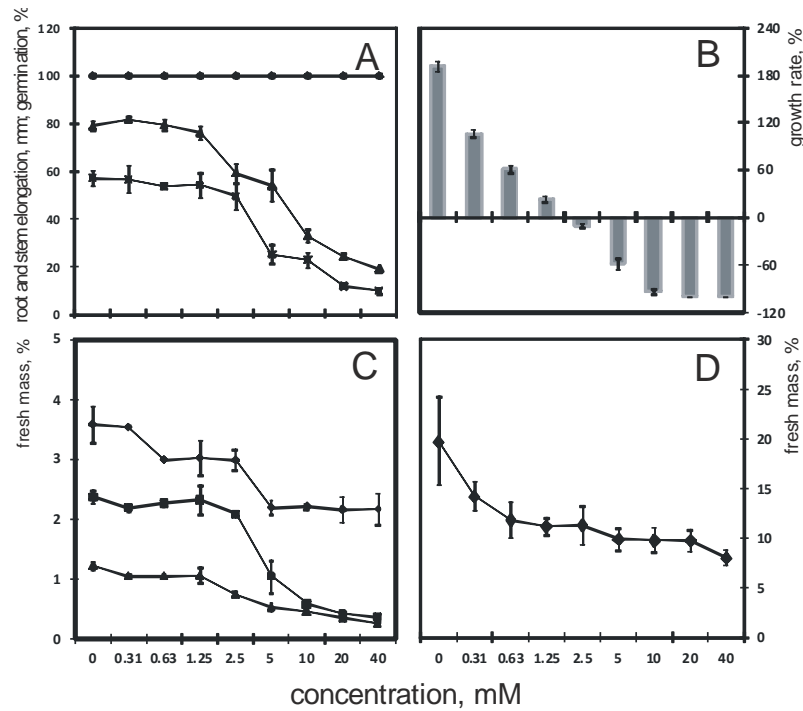 root and stem elongation, mm; germination, %
120
100
80
60
40
20
0
A
B
240
180
120
60
0
-60
-120
growth rate, %
fresh mass, %
5
4
3
2
1
0
C
0 0.31 0.63 1.25 2.5 5 10 20 40
D
30
25
20
15
10
5
0
fresh mass, %
0 0.31 0.63 1.25 2.5 5 10 20 40
concentration, mM